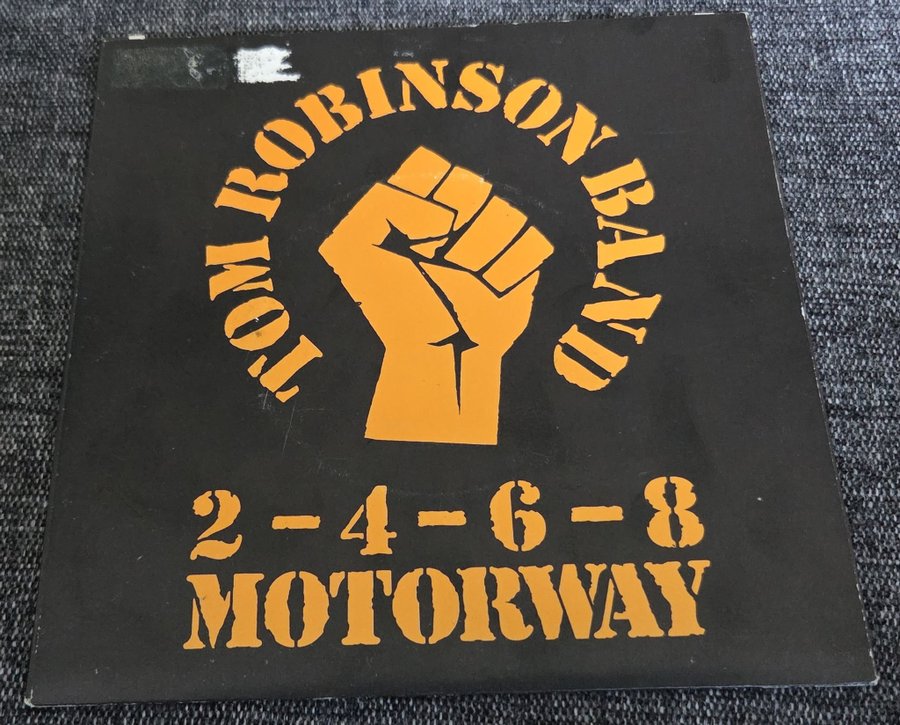 TOM ROBINSON BAND
2-4-6-8
MOTORWAY